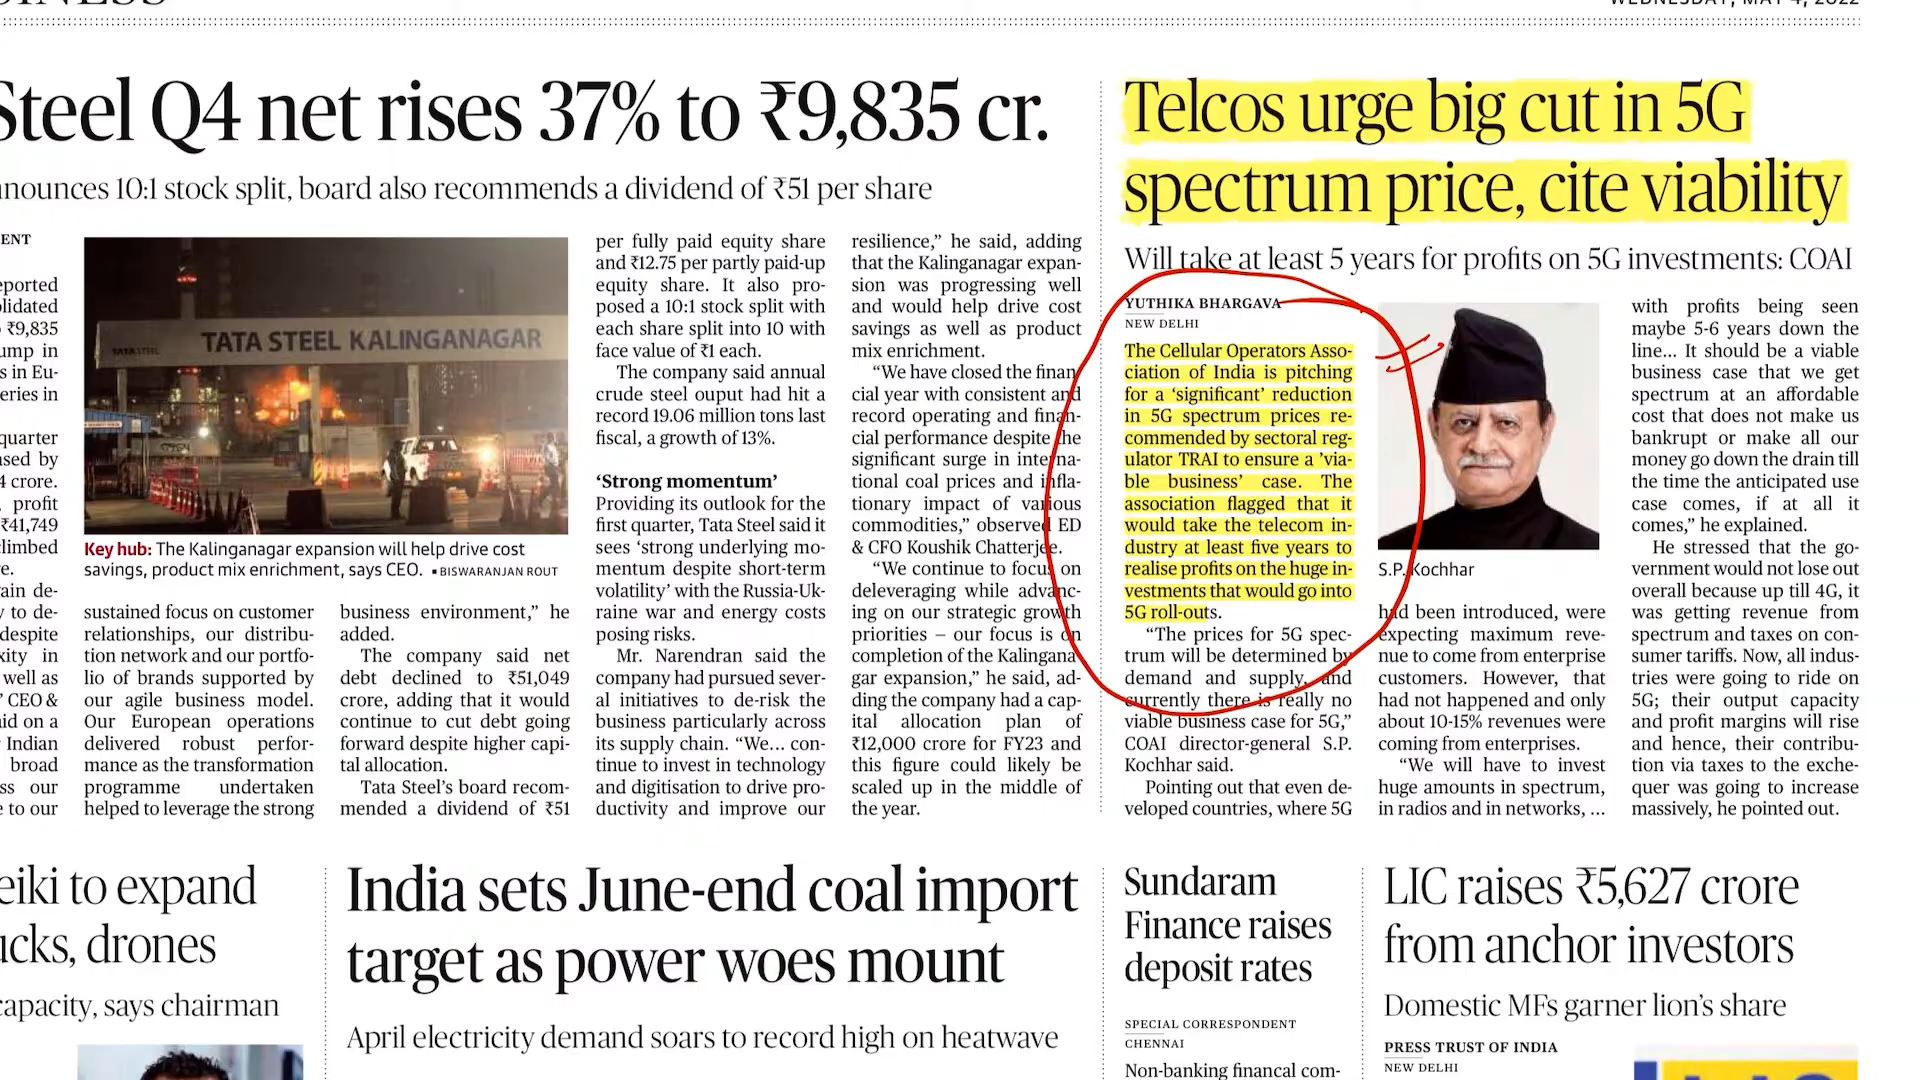 WEDNESDAY, MAY 4, 2022
Steel Q4 net rises 37% to ₹9,835 cr.
announces 10:1 stock split, board also recommends a dividend of ₹51 per share
TATA STEEL KALINGANAGAR
Key hub: The Kalinganagar expansion will help drive cost
savings, product mix enrichment, says CEO. ▪ BISWARANJAN ROUT
₹9,835
s in Eu-
quarter
profit
₹41,749
CEO &
Indian
broad
to our
sustained focus on customer
relationships, our distribu-
tion network and our portfo-
lio of brands supported by
our agile business model.
Our European operations
delivered robust perfor-
mance as the transformation
programme undertaken
helped to leverage the strong
business environment,” he
added.
The company said net
debt declined to ₹51,049
crore, adding that it would
continue to cut debt going
forward despite higher capi-
tal allocation.
Tata Steel’s board recom-
mended a dividend of ₹51
per fully paid equity share
and ₹12.75 per partly paid-up
equity share. It also pro-
posed a 10:1 stock split with
each share split into 10 with
face value of ₹1 each.
The company said annual
crude steel ouput had hit a
record 19.06 million tons last
fiscal, a growth of 13%.
‘Strong momentum’
Providing its outlook for the
first quarter, Tata Steel said it
sees ‘strong underlying mo-
mentum despite short-term
volatility’ with the Russia-Uk-
raine war and energy costs
posing risks.
Mr. Narendran said the
company had pursued sever-
al initiatives to de-risk the
business particularly across
its supply chain. “We... con-
tinue to invest in technology
and digitisation to drive pro-
ductivity and improve our
resilience,” he said, adding
that the Kalinganagar expan-
sion was progressing well
and would help drive cost
savings as well as product
mix enrichment.
“We have closed the finan-
cial year with consistent and
record operating and finan-
cial performance despite the
significant surge in interna-
tional coal prices and infla-
tionary impact of various
commodities,” observed ED
& CFO Koushik Chatterjee.
“We continue to focus on
deleveraging while advanc-
ing on our strategic growth
priorities – our focus is on
completion of the Kalingana-
gar expansion,” he said, ad-
ding the company had a cap-
ital allocation plan of
₹12,000 crore for FY23 and
this figure could likely be
scaled up in the middle of
the year.
Telcos urge big cut in 5G
spectrum price, cite viability
Will take at least 5 years for profits on 5G investments: COAI
YUTHIKA BHARGAVA
NEW DELHI
The Cellular Operators Asso-
ciation of India is pitching
for a ‘significant’ reduction
in 5G spectrum prices re-
commended by sectoral reg-
ulator TRAI to ensure a ’via-
ble business’ case. The
association flagged that it
would take the telecom in-
dustry at least five years to
realise profits on the huge in-
vestments that would go into
5G roll-outs.
“The prices for 5G spec-
trum will be determined by
demand and supply, and
currently there is really no
viable business case for 5G,”
COAI director-general S.P.
Kochhar said.
Pointing out that even de-
veloped countries, where 5G
S.P. Kochhar
had been introduced, were
expecting maximum reve-
nue to come from enterprise
customers. However, that
had not happened and only
about 10-15% revenues were
coming from enterprises.
“We will have to invest
huge amounts in spectrum,
in radios and in networks, ...
with profits being seen
maybe 5-6 years down the
line... It should be a viable
business case that we get
spectrum at an affordable
cost that does not make us
bankrupt or make all our
money go down the drain till
the time the anticipated use
case comes, if at all it
comes,” he explained.
He stressed that the go-
vernment would not lose out
overall because up till 4G, it
was getting revenue from
spectrum and taxes on con-
sumer tariffs. Now, all indus-
tries were going to ride on
5G; their output capacity
and profit margins will rise
and hence, their contribu-
tion via taxes to the exche-
quer was going to increase
massively, he pointed out.
to expand
drones
capacity, says chairman
India sets June-end coal import
target as power woes mount
April electricity demand soars to record high on heatwave
Sundaram
Finance raises
deposit rates
SPECIAL CORRESPONDENT
CHENNAI
Non-banking financal com-
LIC raises ₹5,627 crore
from anchor investors
Domestic MFs garner lion’s share
PRESS TRUST OF INDIA
NEW DELHI